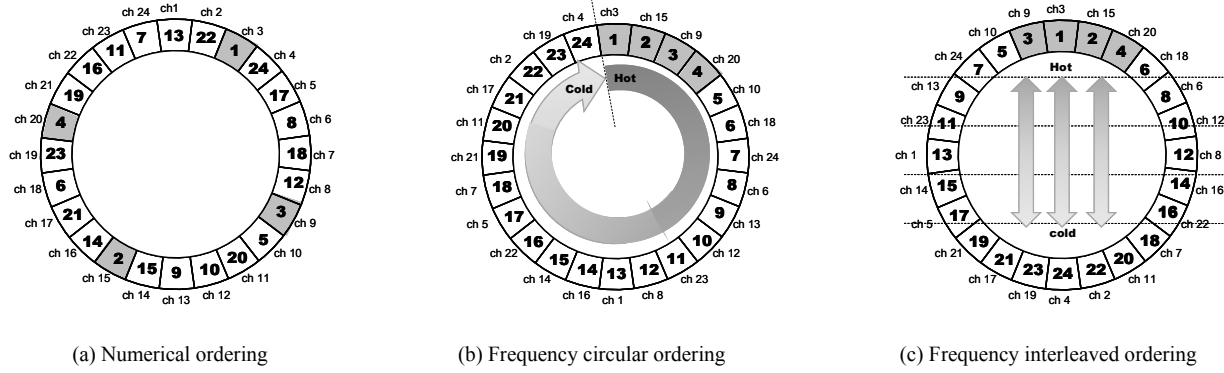 ch1
13
ch 2
22
ch 3
1
ch 4
24
ch 5
17
ch 6
8
ch 7
18
ch 8
12
ch 9
3
ch 10
5
ch 11
20
ch 12
10
ch 13
9
ch 14
15
ch 15
2
ch 16
14
ch 17
21
ch 18
6
ch 19
23
ch 20
4
ch 21
19
ch 22
16
ch 23
11
ch 24
7
(a) Numerical ordering
ch3
1
ch 15
2
ch 9
3
ch 20
4
ch 10
5
ch 18
6
ch 24
7
ch 6
8
ch 13
9
ch 12
10
ch 23
11
ch 8
12
ch 1
13
ch 16
14
ch 14
15
16
ch 5
17
ch 7
18
ch 21
19
ch 11
20
ch 17
21
22
ch 19
23
ch 4
24
Cold
Hot
(b) Frequency circular ordering
ch3
1
ch 15
2
ch 20
4
ch 18
6
ch 6
8
ch 12
10
ch 8
12
ch 16
14
ch 22
16
ch 7
18
ch 11
20
ch 2
22
ch 4
24
ch 19
23
ch 17
21
ch 21
19
ch 5
17
ch 14
15
ch 1
13
ch 23
11
ch 13
9
ch 24
7
ch 10
5
ch 9
3
Hot
cold
(c) Frequency interleaved ordering